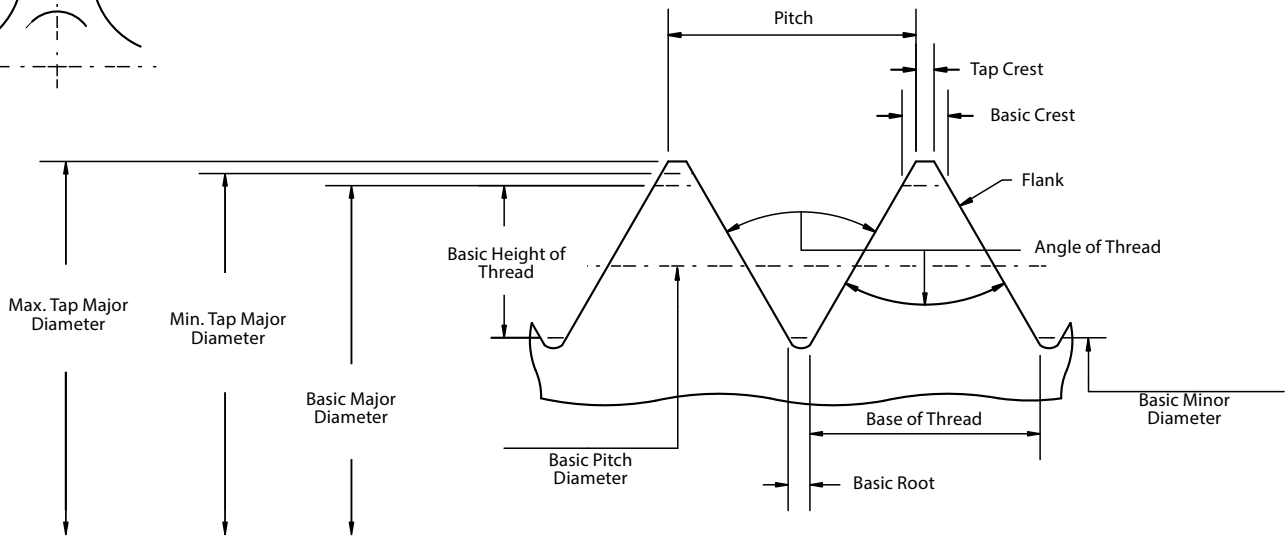 Pitch
Tap Crest
Basic Crest
Flank
Angle of Thread
Basic Height of
Thread
Max. Tap Major
Diameter
Min. Tap Major
Diameter
Basic Major
Diameter
Basic Minor
Diameter
Base of Thread
Basic Pitch
Diameter
Basic Root